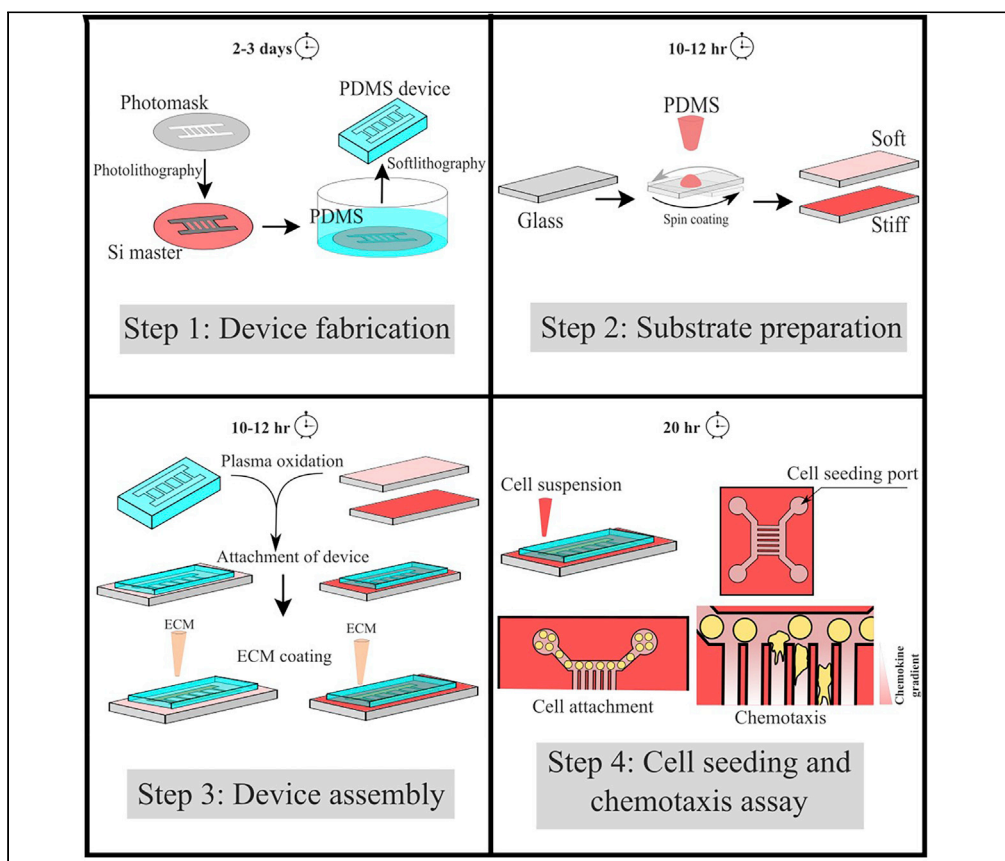 2-3 days
Photomask
Photolithography
Si master
PDMS
Softlithography
PDMS device
Step 1: Device fabrication
10-12 hr
PDMS
Glass
Spin coating
Soft
Stiff
Step 2: Substrate preparation
10-12 hr
Plasma oxidation
Attachment of device
ECM
ECM
ECM coating
Step 3: Device assembly
20 hr
Cell suspension
Cell seeding port
Cell attachment
Chemotaxis
Chemokine
gradient
Step 4: Cell seeding and
chemotaxis assay